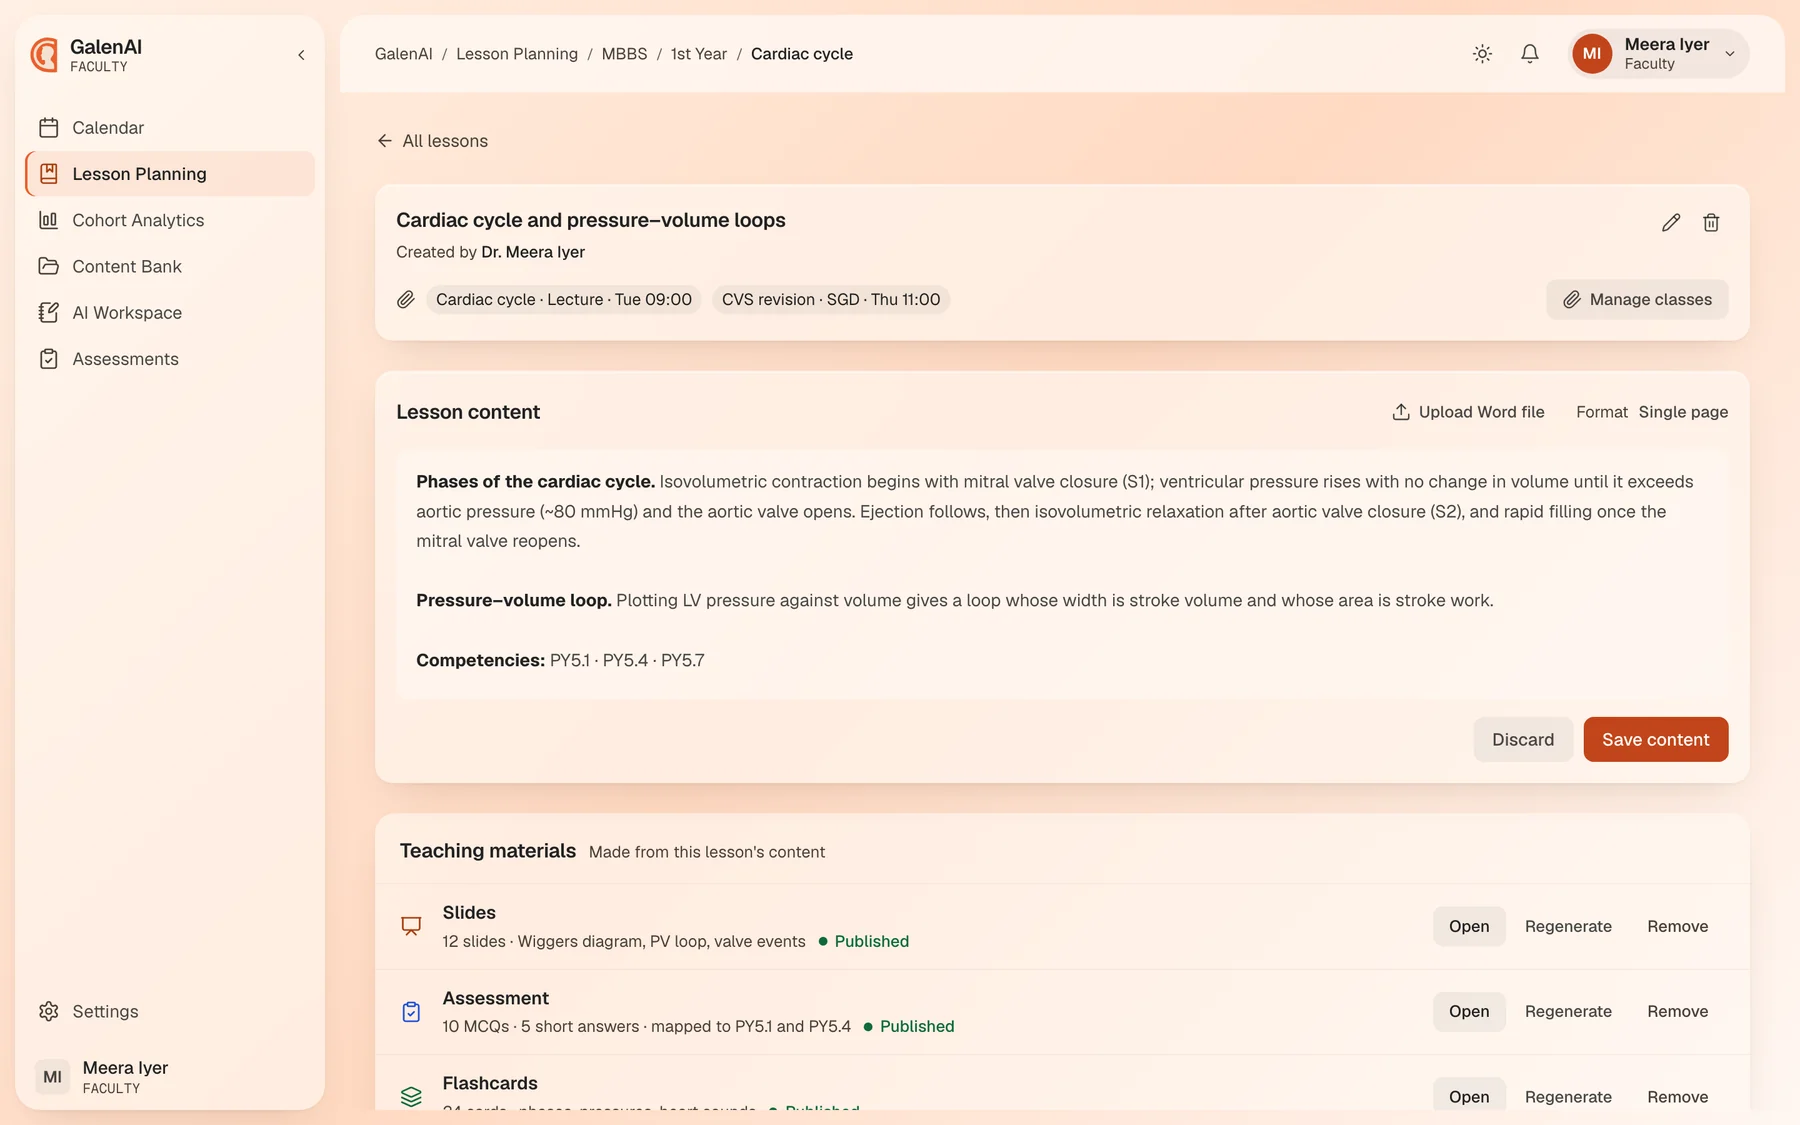 GalenAI
FACULTY
Calendar
Lesson Planning
Cohort Analytics
Content Bank
AI Workspace
Assessments
Settings
MI
Meera Iyer
FACULTY
GalenAI / Lesson Planning / MBBS / 1st Year / Cardiac cycle
MI
Meera Iyer
Faculty
All lessons
Cardiac cycle and pressure–volume loops
Created by Dr. Meera Iyer
Cardiac cycle · Lecture · Tue 09:00
CVS revision · SGD · Thu 11:00
Manage classes
Lesson content
Upload Word file
Format Single page
Phases of the cardiac cycle. Isovolumetric contraction begins with mitral valve closure (S1); ventricular pressure rises with no change in volume until it exceeds
aortic pressure (~80 mmHg) and the aortic valve opens. Ejection follows, then isovolumetric relaxation after aortic valve closure (S2), and rapid filling once the
mitral valve reopens.
Pressure–volume loop. Plotting LV pressure against volume gives a loop whose width is stroke volume and whose area is stroke work.
Competencies: PY5.1 · PY5.4 · PY5.7
Discard
Save content
Teaching materials Made from this lesson's content
Slides
12 slides · Wiggers diagram, PV loop, valve events Published
Open Regenerate Remove
Assessment
10 MCQs · 5 short answers · mapped to PY5.1 and PY5.4 Published
Open Regenerate Remove
Flashcards
Open Regenerate Remove